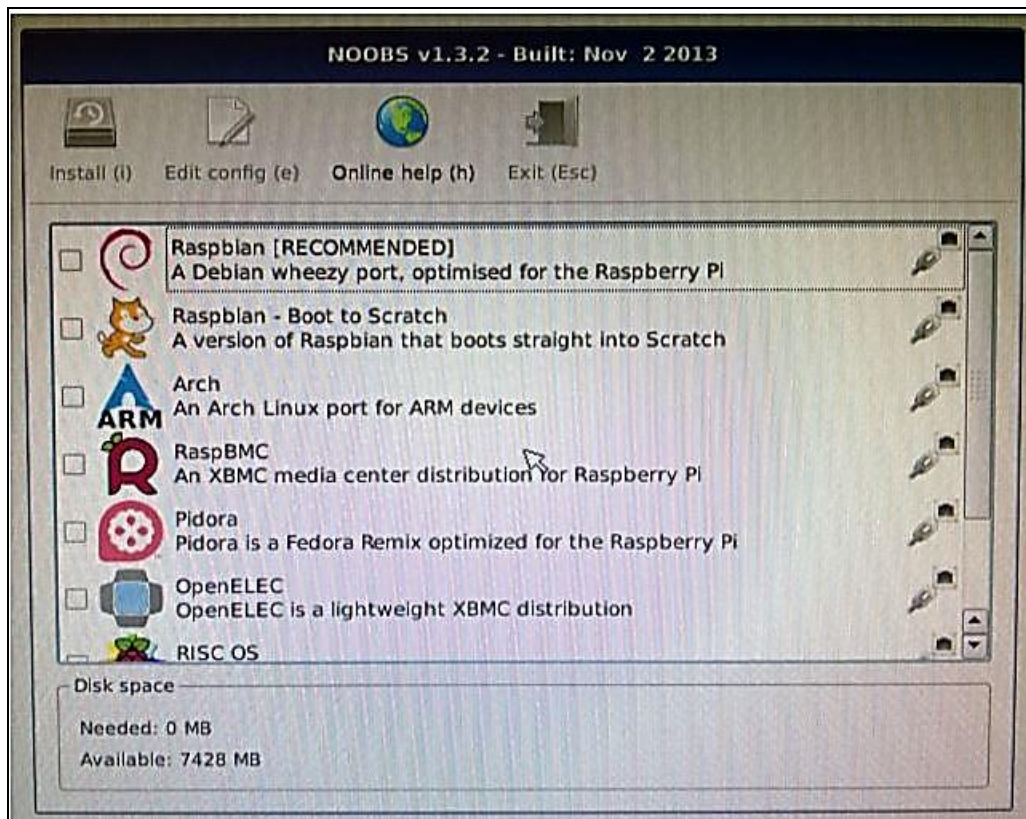 NOOBS v1.3.2 - Built: Nov 2 2013
Install (i) Edit config (e) Online help (h) Exit (Esc)
Raspbian [RECOMMENDED]
A Debian wheezy port, optimised for the Raspberry Pi
Raspbian - Boot to Scratch
A version of Raspbian that boots straight into Scratch
Arch
An Arch Linux port for ARM devices
ARM
RaspBMC
An XBMC media center distribution for Raspberry Pi
Pidora
Pidora is a Fedora Remix optimized for the Raspberry Pi
OpenELEC
OpenELEC is a lightweight XBMC distribution
RISC OS
Disk space
Needed: 0 MB
Available: 7428 MB